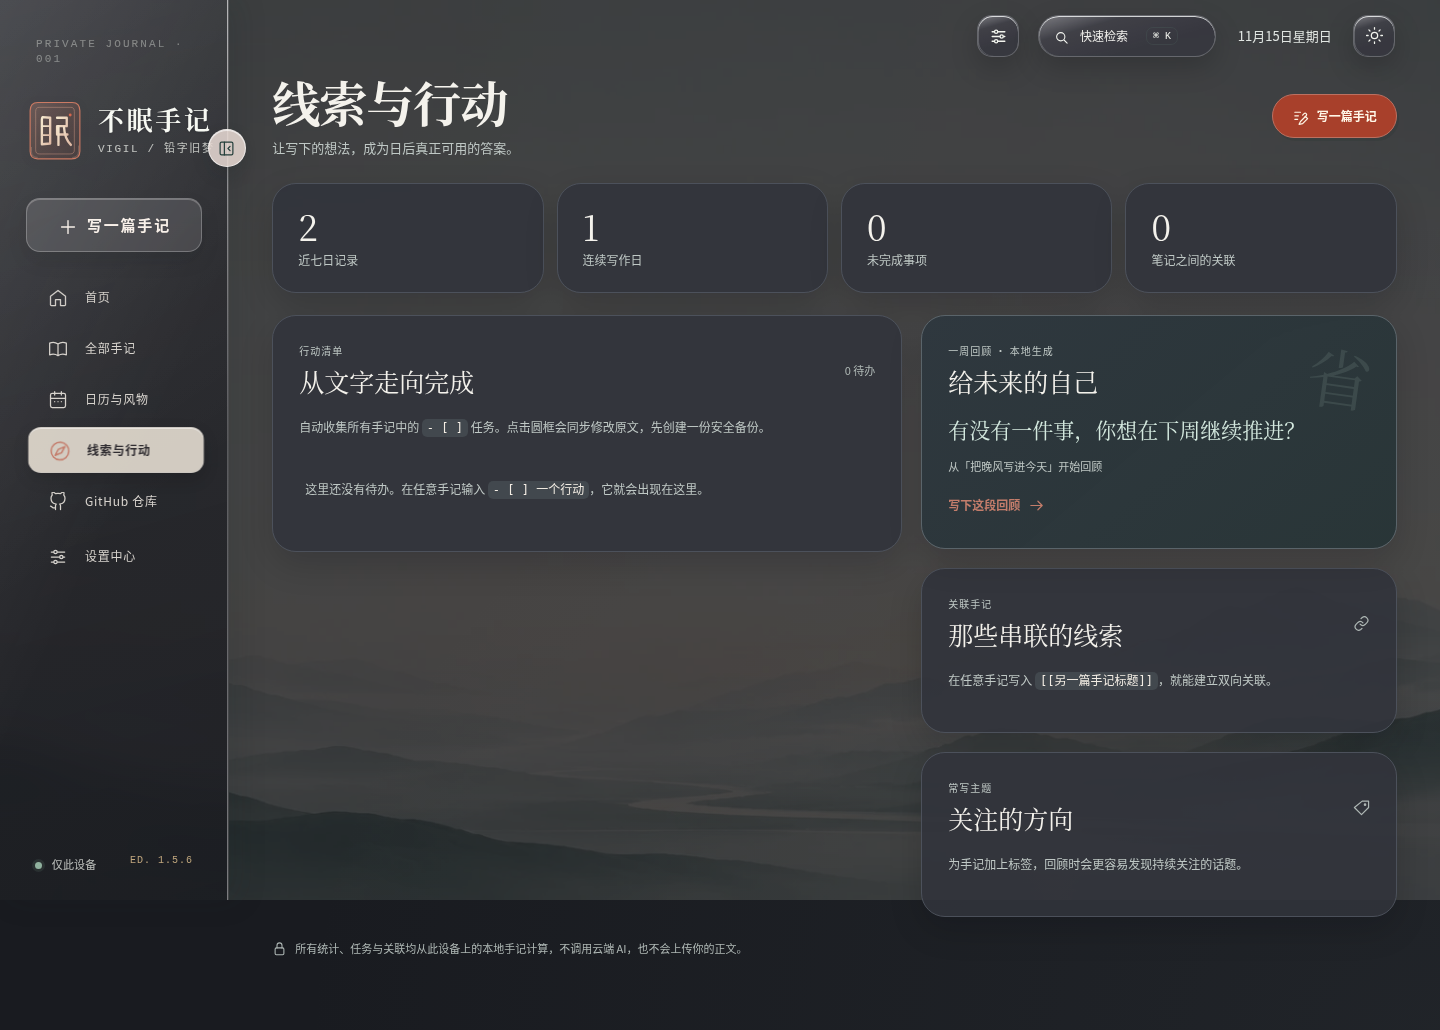 PRIVATE JOURNAL ·
001
眠
不眠手记
VIGIL / 铅字旧
写一篇手记
首页
全部手记
日历与风物
线索与行动
GitHub 仓库
设置中心
仅此设备
ED. 1.5.6
快速检索
⌘ K
11月15日星期日
线索与行动
让写下的想法，成为日后真正可用的答案。
写一篇手记
2
近七日记录
1
连续写作日
0
未完成事项
0
笔记之间的关联
行动清单
从文字走向完成
0 待办
自动收集所有手记中的 - [ ] 任务。点击圆框会同步修改原文，先创建一份安全备份。
这里还没有待办。在任意手记输入 - [ ] 一个行动，它就会出现在这里。
一周回顾 · 本地生成
给未来的自己
省
有没有一件事，你想在下周继续推进？
从「把晚风写进今天」开始回顾
写下这段回顾
关联手记
那些串联的线索
在任意手记写入 [[另一篇手记标题]]，就能建立双向关联。
常写主题
关注的方向
为手记加上标签，回顾时会更容易发现持续关注的话题。
所有统计、任务与关联均从此设备上的本地手记计算，不调用云端 AI，也不会上传你的正文。